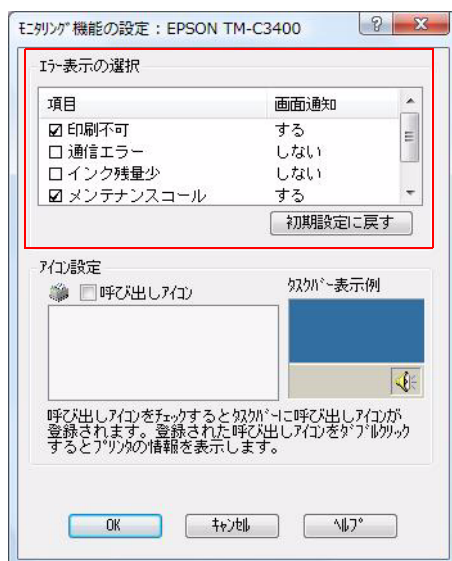 ﾓﾆﾀﾘﾝｸﾞ機能の設定：EPSON TM-C3400
ｴﾗｰ表示の選択
項目 画面通知
印刷不可 する
通信エラー しない
インク残量少 しない
メンテナンスコール する
初期設定に戻す
ｱｲｺﾝ設定
呼び出しｱｲｺﾝ
ﾀｽｸﾊﾞｰ表示例
呼び出しｱｲｺﾝをﾁｪｯｸするとﾀｽｸﾊﾞｰに呼び出しｱｲｺﾝが
登録されます。登録された呼び出しｱｲｺﾝをﾀﾞﾌﾞﾙｸﾘｯｸ
するとﾌﾟﾘﾝﾀの情報を表示します。
OK ｷｬﾝｾﾙ ﾍﾙﾌﾟ